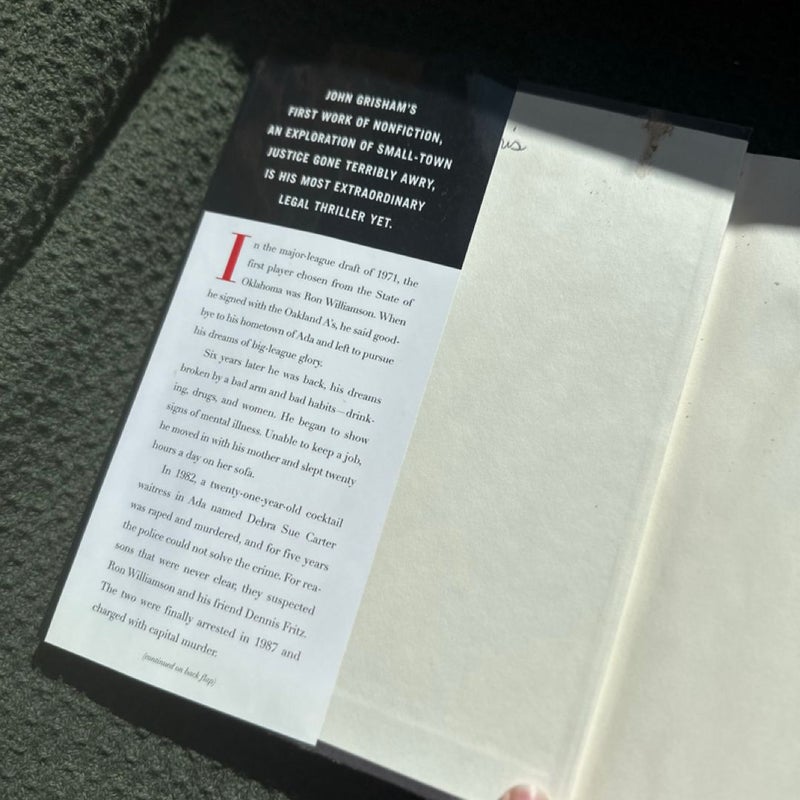 JOHN GRISHAM'S
FIRST WORK OF NONFICTION,
AN EXPLORATION OF SMALL-TOWN
JUSTICE GONE TERRIBLY AWRY,
IS HIS MOST EXTRAORDINARY
LEGAL THRILLER YET.
In the major-league draft of 1971, the
first player chosen from the State of
Oklahoma was Ron Williamson. When
he signed with the Oakland A's, he said good-
bye to his hometown of Ada and left to pursue
his dreams of big-league glory.
Six years later he was back, his dreams
broken by a bad arm and bad habits—drink-
ing, drugs, and women. He began to show
signs of mental illness. Unable to keep a job,
he moved in with his mother and slept twenty
hours a day on her sofa.
In 1982, a twenty-one-year-old cocktail
waitress in Ada named Debra Sue Carter
was raped and murdered, and for five years
the police could not solve the crime. For rea-
sons that were never clear, they suspected
Ron Williamson and his friend Dennis Fritz.
The two were finally arrested in 1987 and
charged with capital murder.
(continued on back flap)